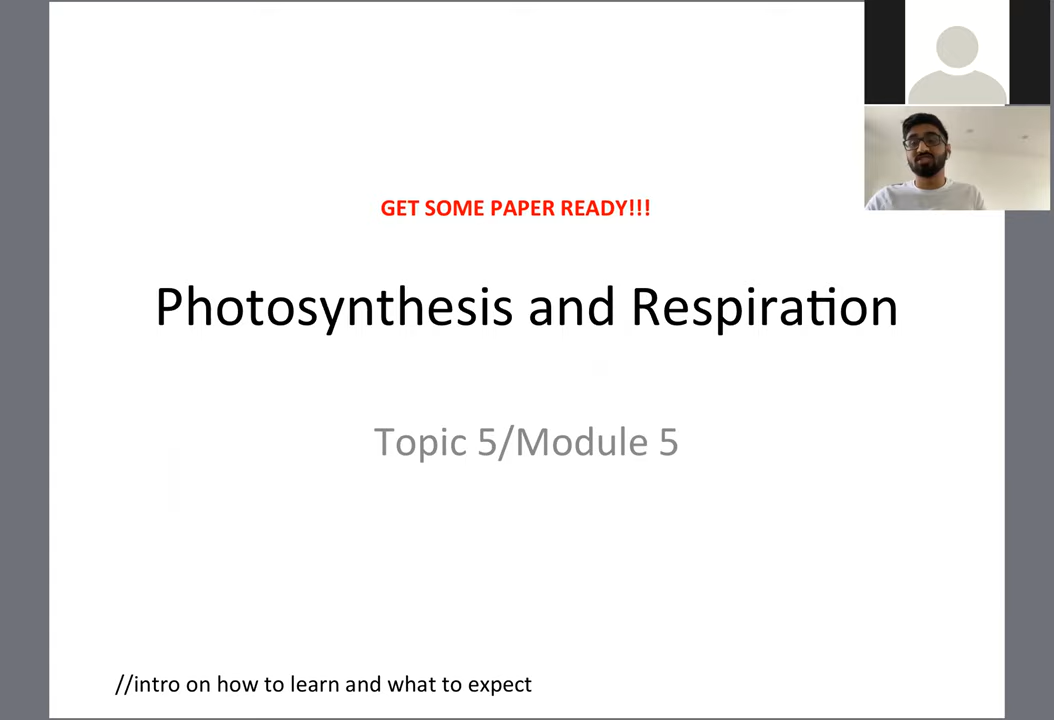 GET SOME PAPER READY!!!
Photosynthesis and Respiration
Topic 5/Module 5
//intro on how to learn and what to expect